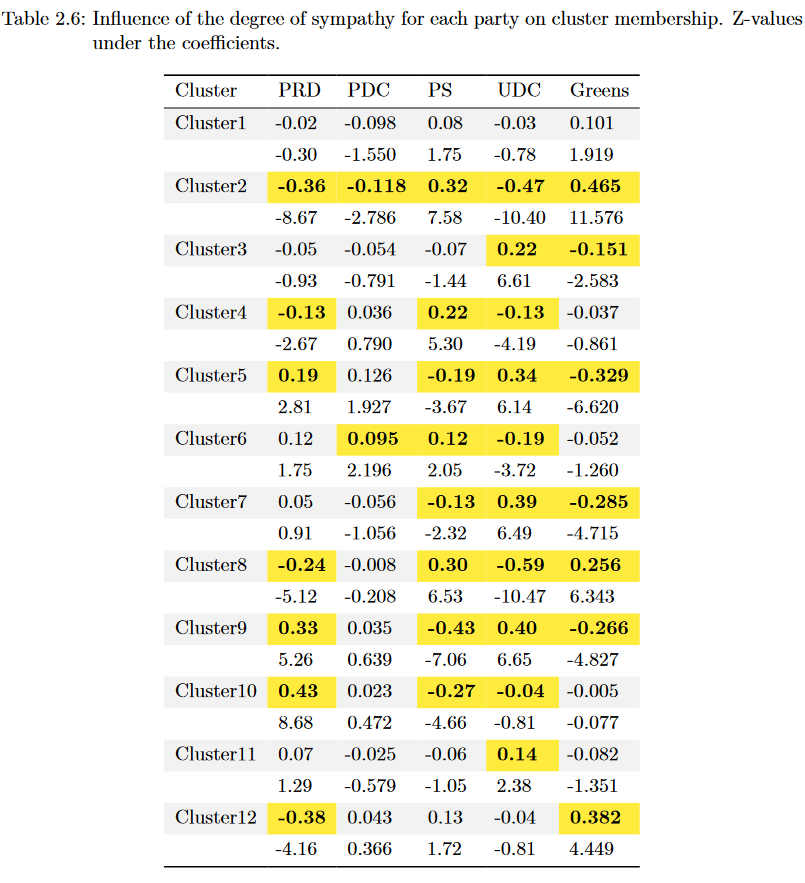 Table 2.6: Influence of the degree of sympathy for each party on cluster membership. Z-values
under the coefficients.
Cluster PRD PDC PS UDC Greens
Cluster1 -0.02 -0.098 0.08 -0.03 0.101
-0.30 -1.550 1.75 -0.78 1.919
Cluster2 -0.36 -0.118 0.32 -0.47 0.465
-8.67 -2.786 7.58 -10.40 11.576
Cluster3 -0.05 -0.054 -0.07 0.22 -0.151
-0.93 -0.791 -1.44 6.61 -2.583
Cluster4 -0.13 0.036 0.22 -0.13 -0.037
-2.67 0.790 5.30 -4.19 -0.861
Cluster5 0.19 0.126 -0.19 0.34 -0.329
2.81 1.927 -3.67 6.14 -6.620
Cluster6 0.12 0.095 0.12 -0.19 -0.052
1.75 2.196 2.05 -3.72 -1.260
Cluster7 0.05 -0.056 -0.13 0.39 -0.285
0.91 -1.056 -2.32 6.49 -4.715
Cluster8 -0.24 -0.008 0.30 -0.59 0.256
-5.12 -0.208 6.53 -10.47 6.343
Cluster9 0.33 0.035 -0.43 0.40 -0.266
5.26 0.639 -7.06 6.65 -4.827
Cluster10 0.43 0.023 -0.27 -0.04 -0.005
8.68 0.472 -4.66 -0.81 -0.077
Cluster11 0.07 -0.025 -0.06 0.14 -0.082
1.29 -0.579 -1.05 2.38 -1.351
Cluster12 -0.38 0.043 0.13 -0.04 0.382
-4.16 0.366 1.72 -0.81 4.449